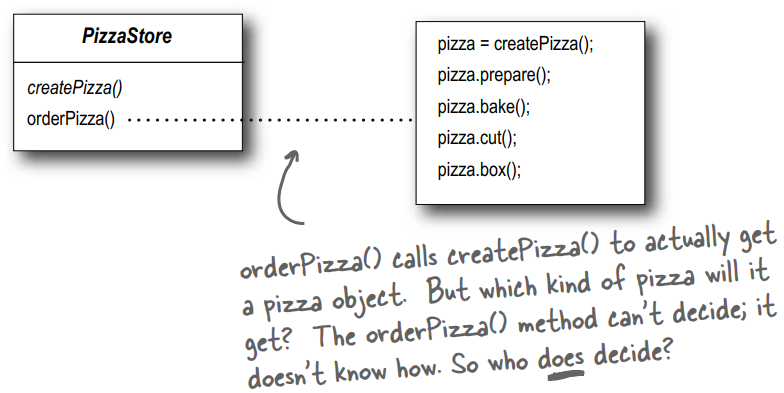 PizzaStore
createPizza()
orderPizza()
pizza = createPizza();
pizza.prepare();
pizza.bake();
pizza.cut();
pizza.box();
orderPizza() calls createPizza() to actually get
a pizza object. But which kind of pizza will it
get? The orderPizza() method can't decide; it
doesn't know how. So who does decide?